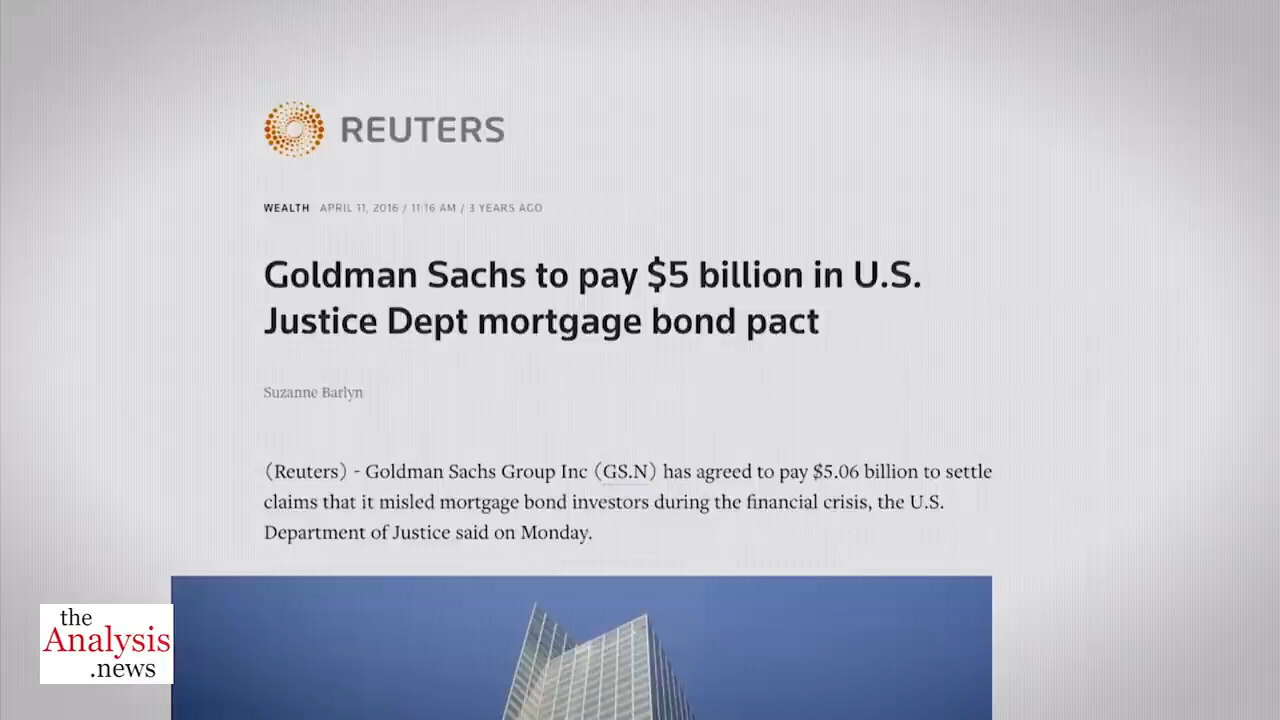 REUTERS
WEALTH APRIL 11, 2016 / 11:16 AM / 3 YEARS AGO
Goldman Sachs to pay $5 billion in U.S.
Justice Dept mortgage bond pact
Suzanne Barlyn
(Reuters) - Goldman Sachs Group Inc (GS.N) has agreed to pay $5.06 billion to settle
claims that it misled mortgage bond investors during the financial crisis, the U.S.
Department of Justice said on Monday.
the
Analysis
.news